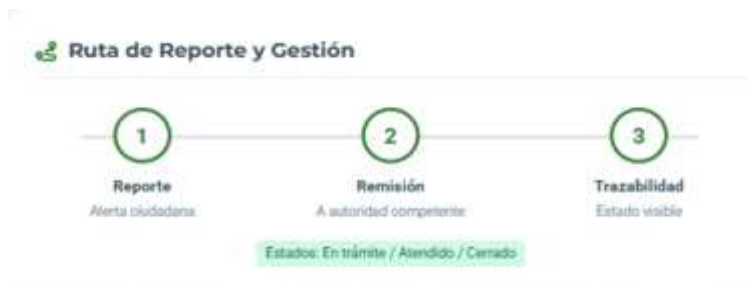 Ruta de Reporte y Gestión
1 2 3
Reporte Remisión Trazabilidad
Alerta ciudadana A autoridad competente Estado visible
Estados: En trámite / Atendido / Cerrado